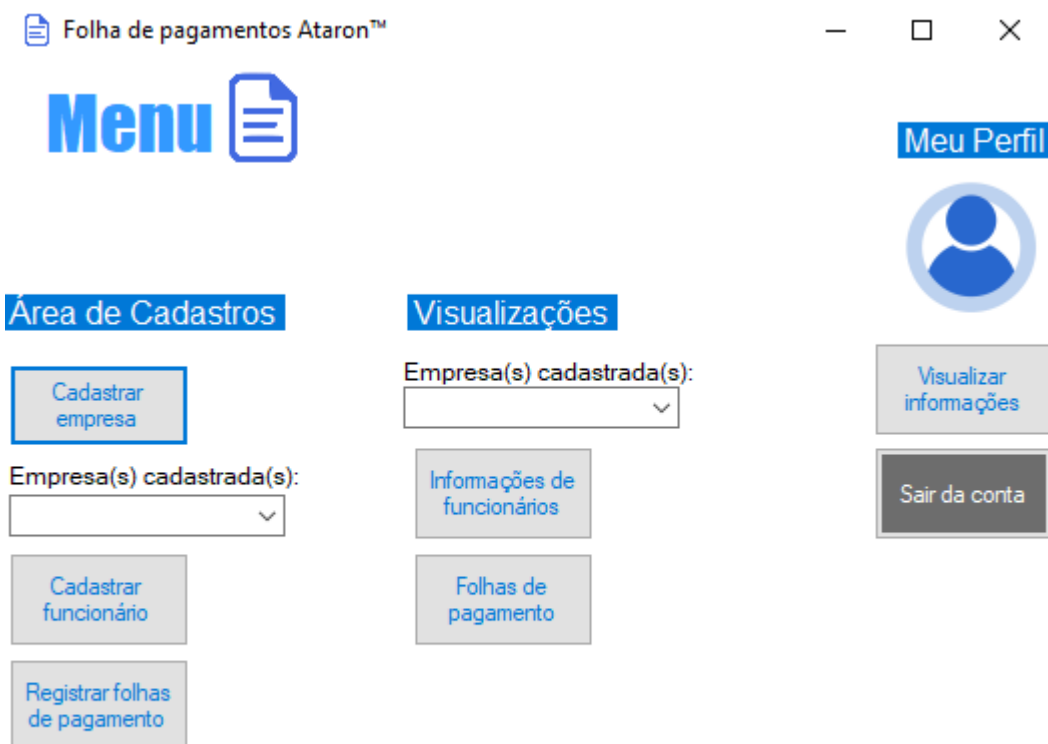 Folha de pagamentos Ataron™
Menu
Meu Perfil
Área de Cadastros
Cadastrar
empresa
Empresa(s) cadastrada(s):
Cadastrar
funcionário
Registrar folhas
de pagamento
Visualizações
Empresa(s) cadastrada(s):
Informações de
funcionários
Folhas de
pagamento
Visualizar
informações
Sair da conta